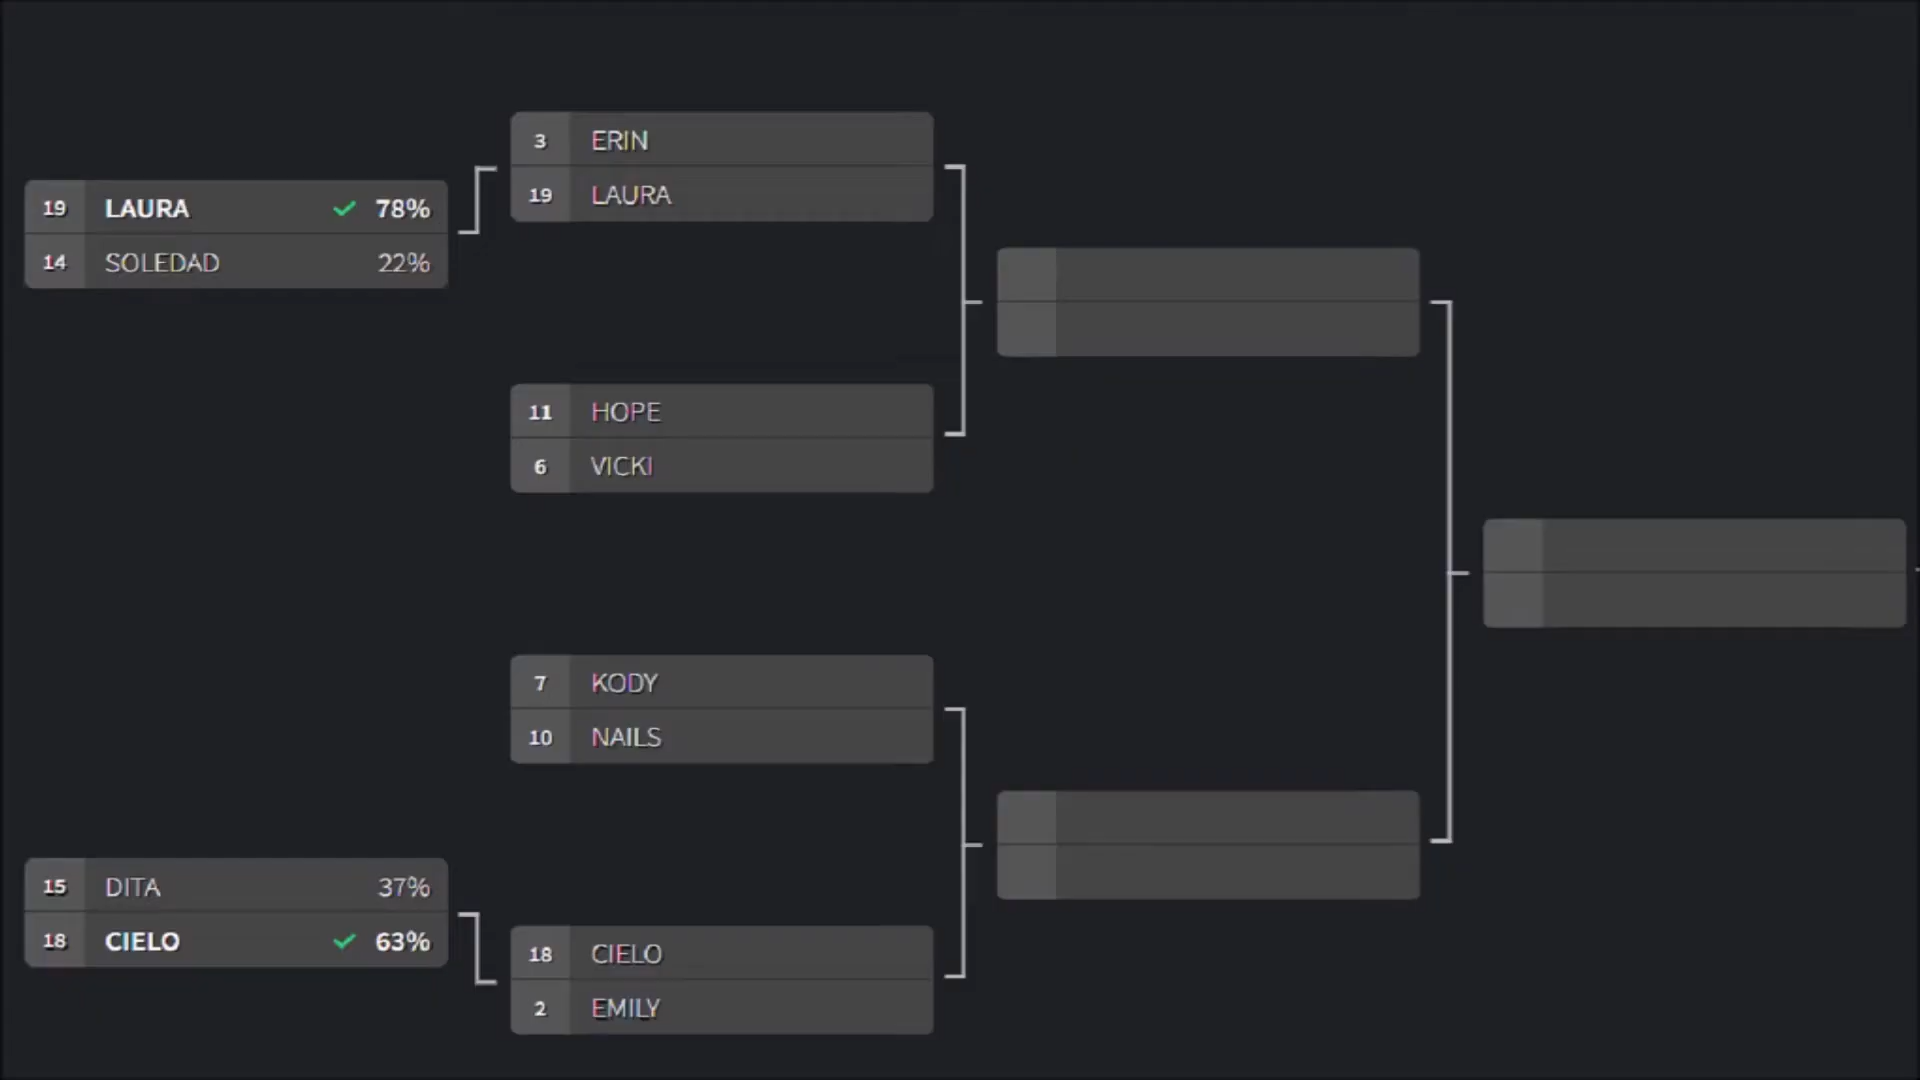 19 LAURA 78%
14 SOLEDAD 22%
15 DITA 37%
18 CIELO 63%
3 ERIN
19 LAURA
11 HOPE
6 VICKI
7 KODY
10 NAILS
18 CIELO
2 EMILY